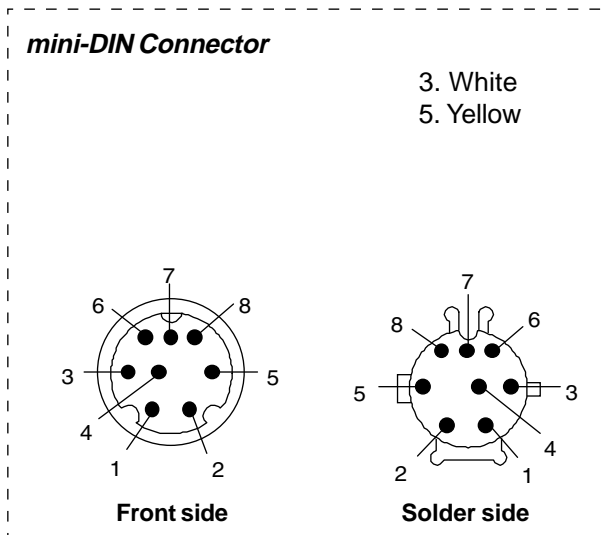 mini-DIN Connector
3. White
5. Yellow
7
6 8
3 5
4
1 2
Front side
7
8 6
5 3
4
2 1
Solder side